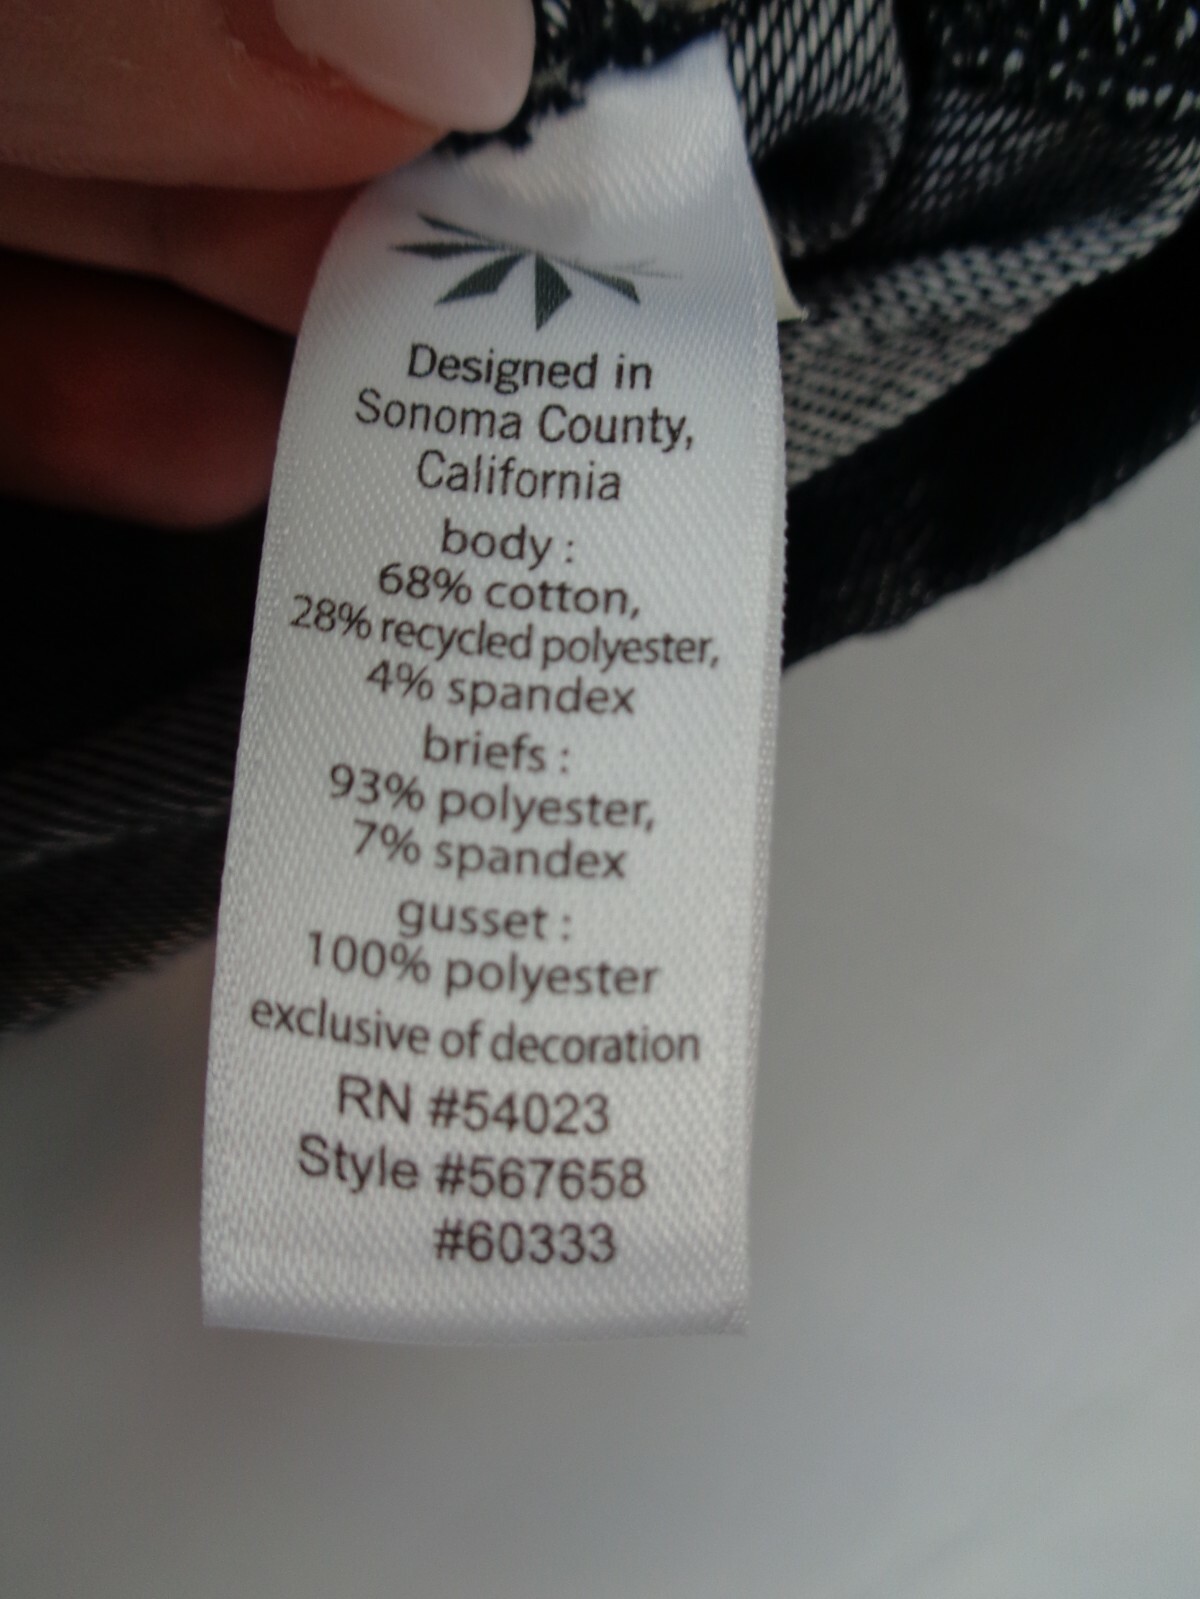 Designed in
Sonoma County,
California
body :
68% cotton,
28% recycled polyester,
4% spandex
briefs :
93% polyester,
7% spandex
gusset :
100% polyester
exclusive of decoration
RN #54023
Style #567658
#60333